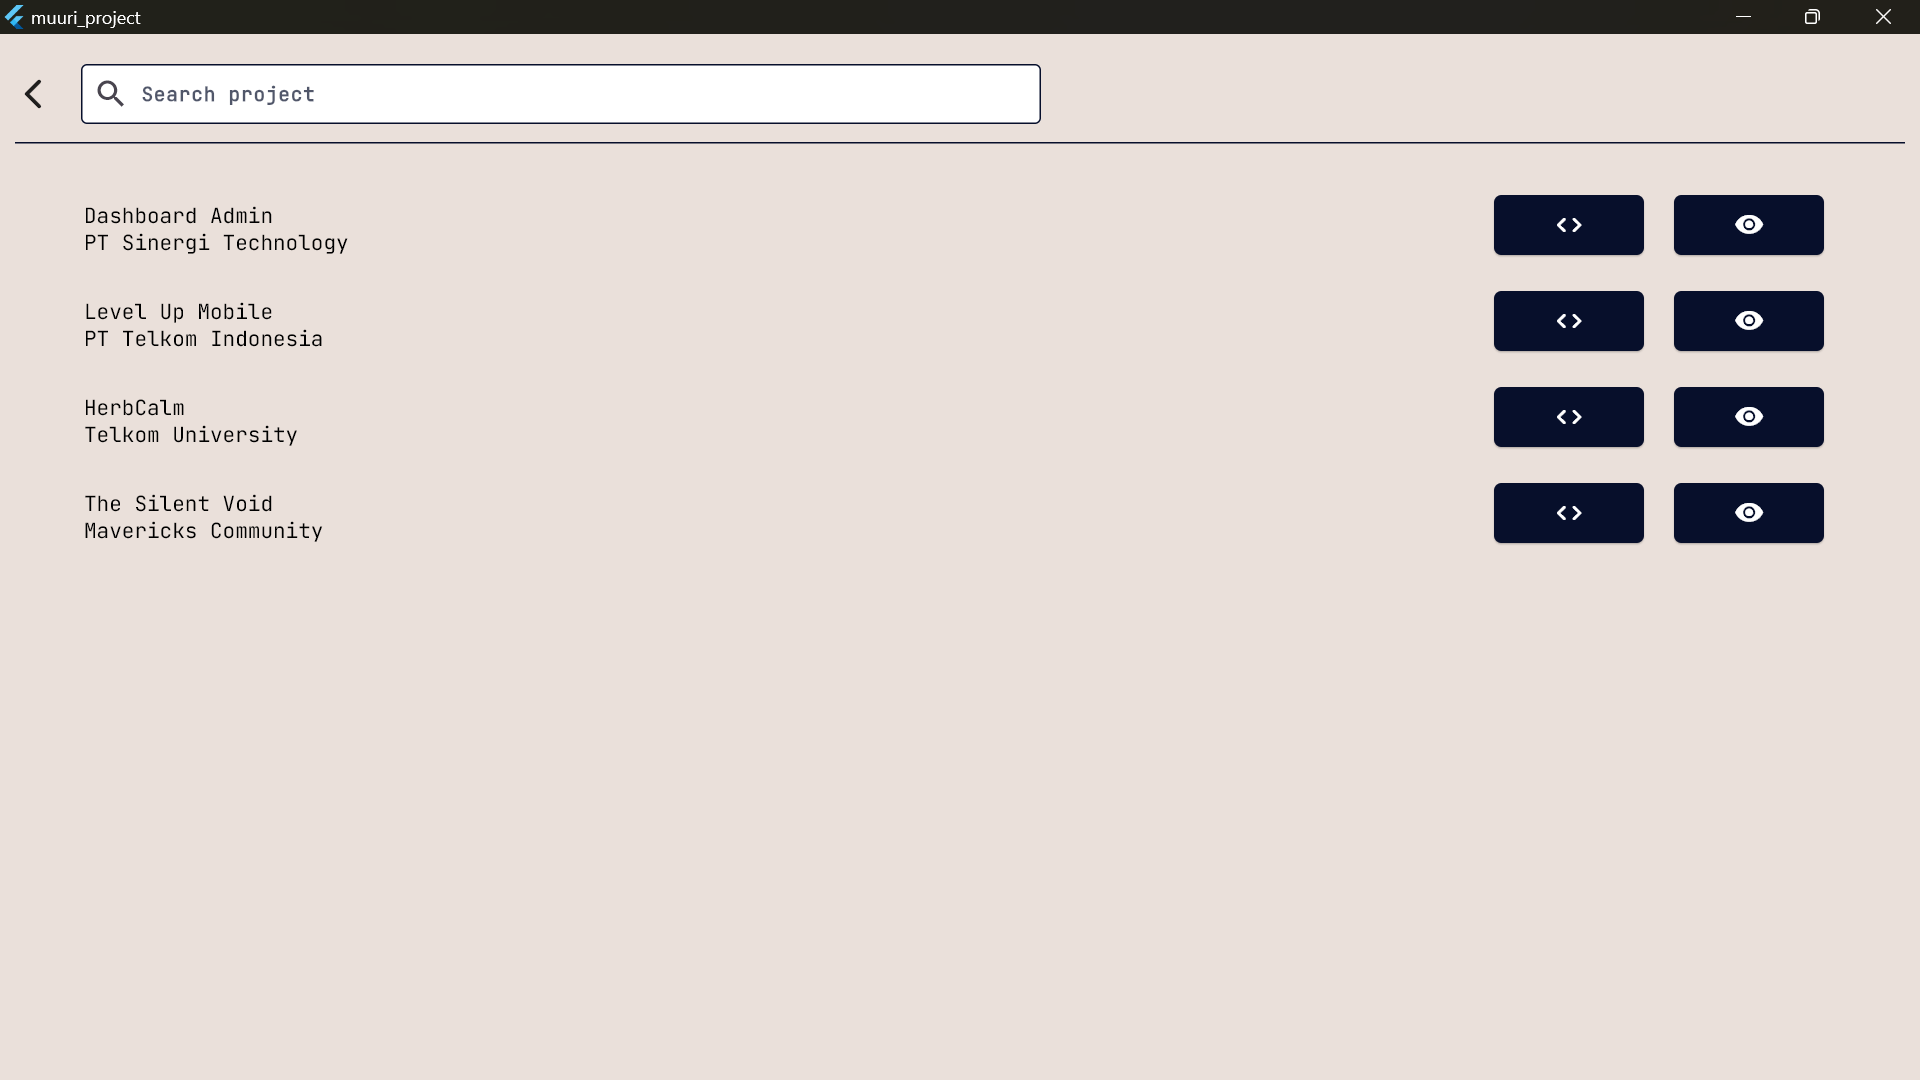 muuri_project
Search project
Dashboard Admin
PT Sinergi Technology
Level Up Mobile
PT Telkom Indonesia
HerbCalm
Telkom University
The Silent Void
Mavericks Community